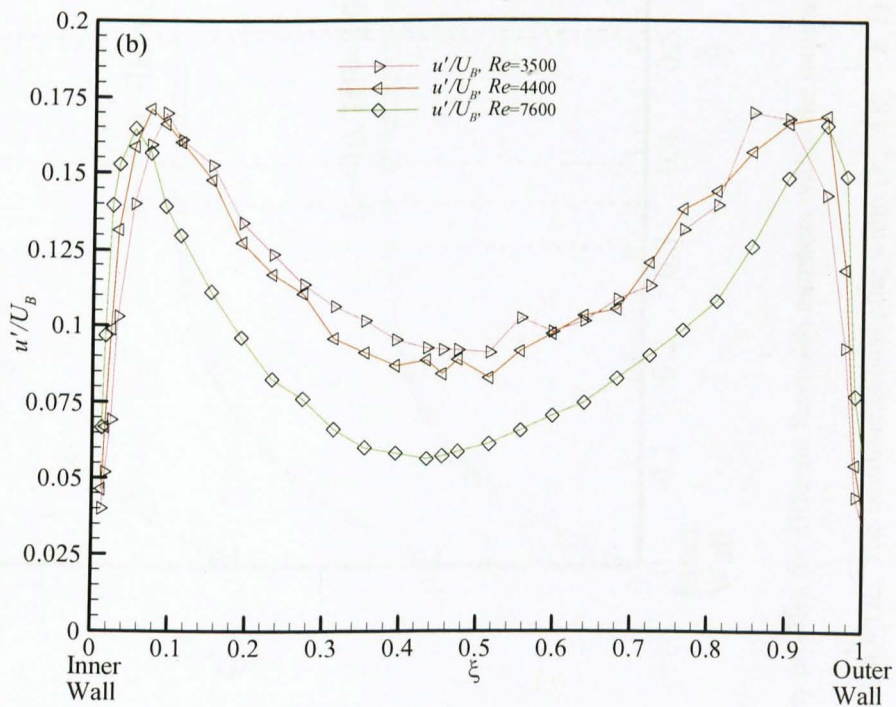 (b)
u'/U_B, Re=3500
u'/U_B, Re=4400
u'/U_B, Re=7600
0.2
0.175
0.15
0.125
0.1
0.075
0.05
0.025
0
u'/U_B
0 0.1 0.2 0.3 0.4 0.5 0.6 0.7 0.8 0.9 1
Inner Wall
ξ
Outer Wall